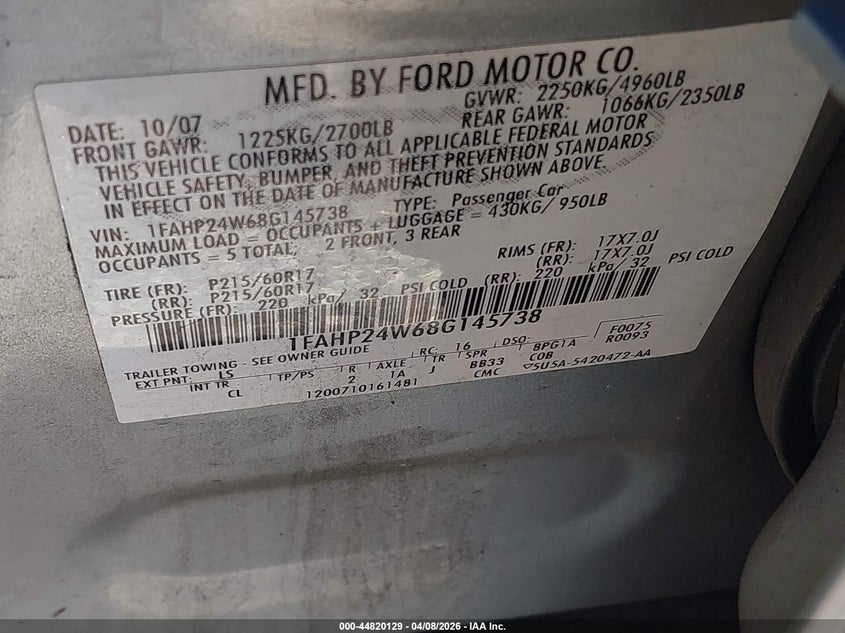 MFD. BY FORD MOTOR CO.
DATE: 10/07 GVWR: 2250KG/4960LB
FRONT GAWR: 1225KG/2700LB REAR GAWR: 1066KG/2350LB
THIS VEHICLE CONFORMS TO ALL APPLICABLE FEDERAL MOTOR
VEHICLE SAFETY, BUMPER, AND THEFT PREVENTION STANDARDS
IN EFFECT ON THE DATE OF MANUFACTURE SHOWN ABOVE.
VIN: 1FAHP24W68G145738 TYPE: Passenger Car
MAXIMUM LOAD = OCCUPANTS + LUGGAGE = 430KG/ 950LB
OCCUPANTS = 5 TOTAL; 2 FRONT, 3 REAR
TIRE (FR): P215/60R17 RIMS (FR): 17X7.0J
(RR): P215/60R17 (RR): 17X7.0J
PRESSURE (FR): 220 kPa/ 32 PSI COLD (RR): 220 kPa/ 32 PSI COLD
1FAHP24W68G145738
TRAILER TOWING - SEE OWNER GUIDE RC: 16 DSO: F0075
EXT PNT: LS R AXLE TR SPR BPG1A R0093
INT TR TP/PS 2 1A J BB33 COB
CL 1200710161481 CMC 5U5A-5420472-AA
000-44820129 - 04/08/2026 - IAA Inc.